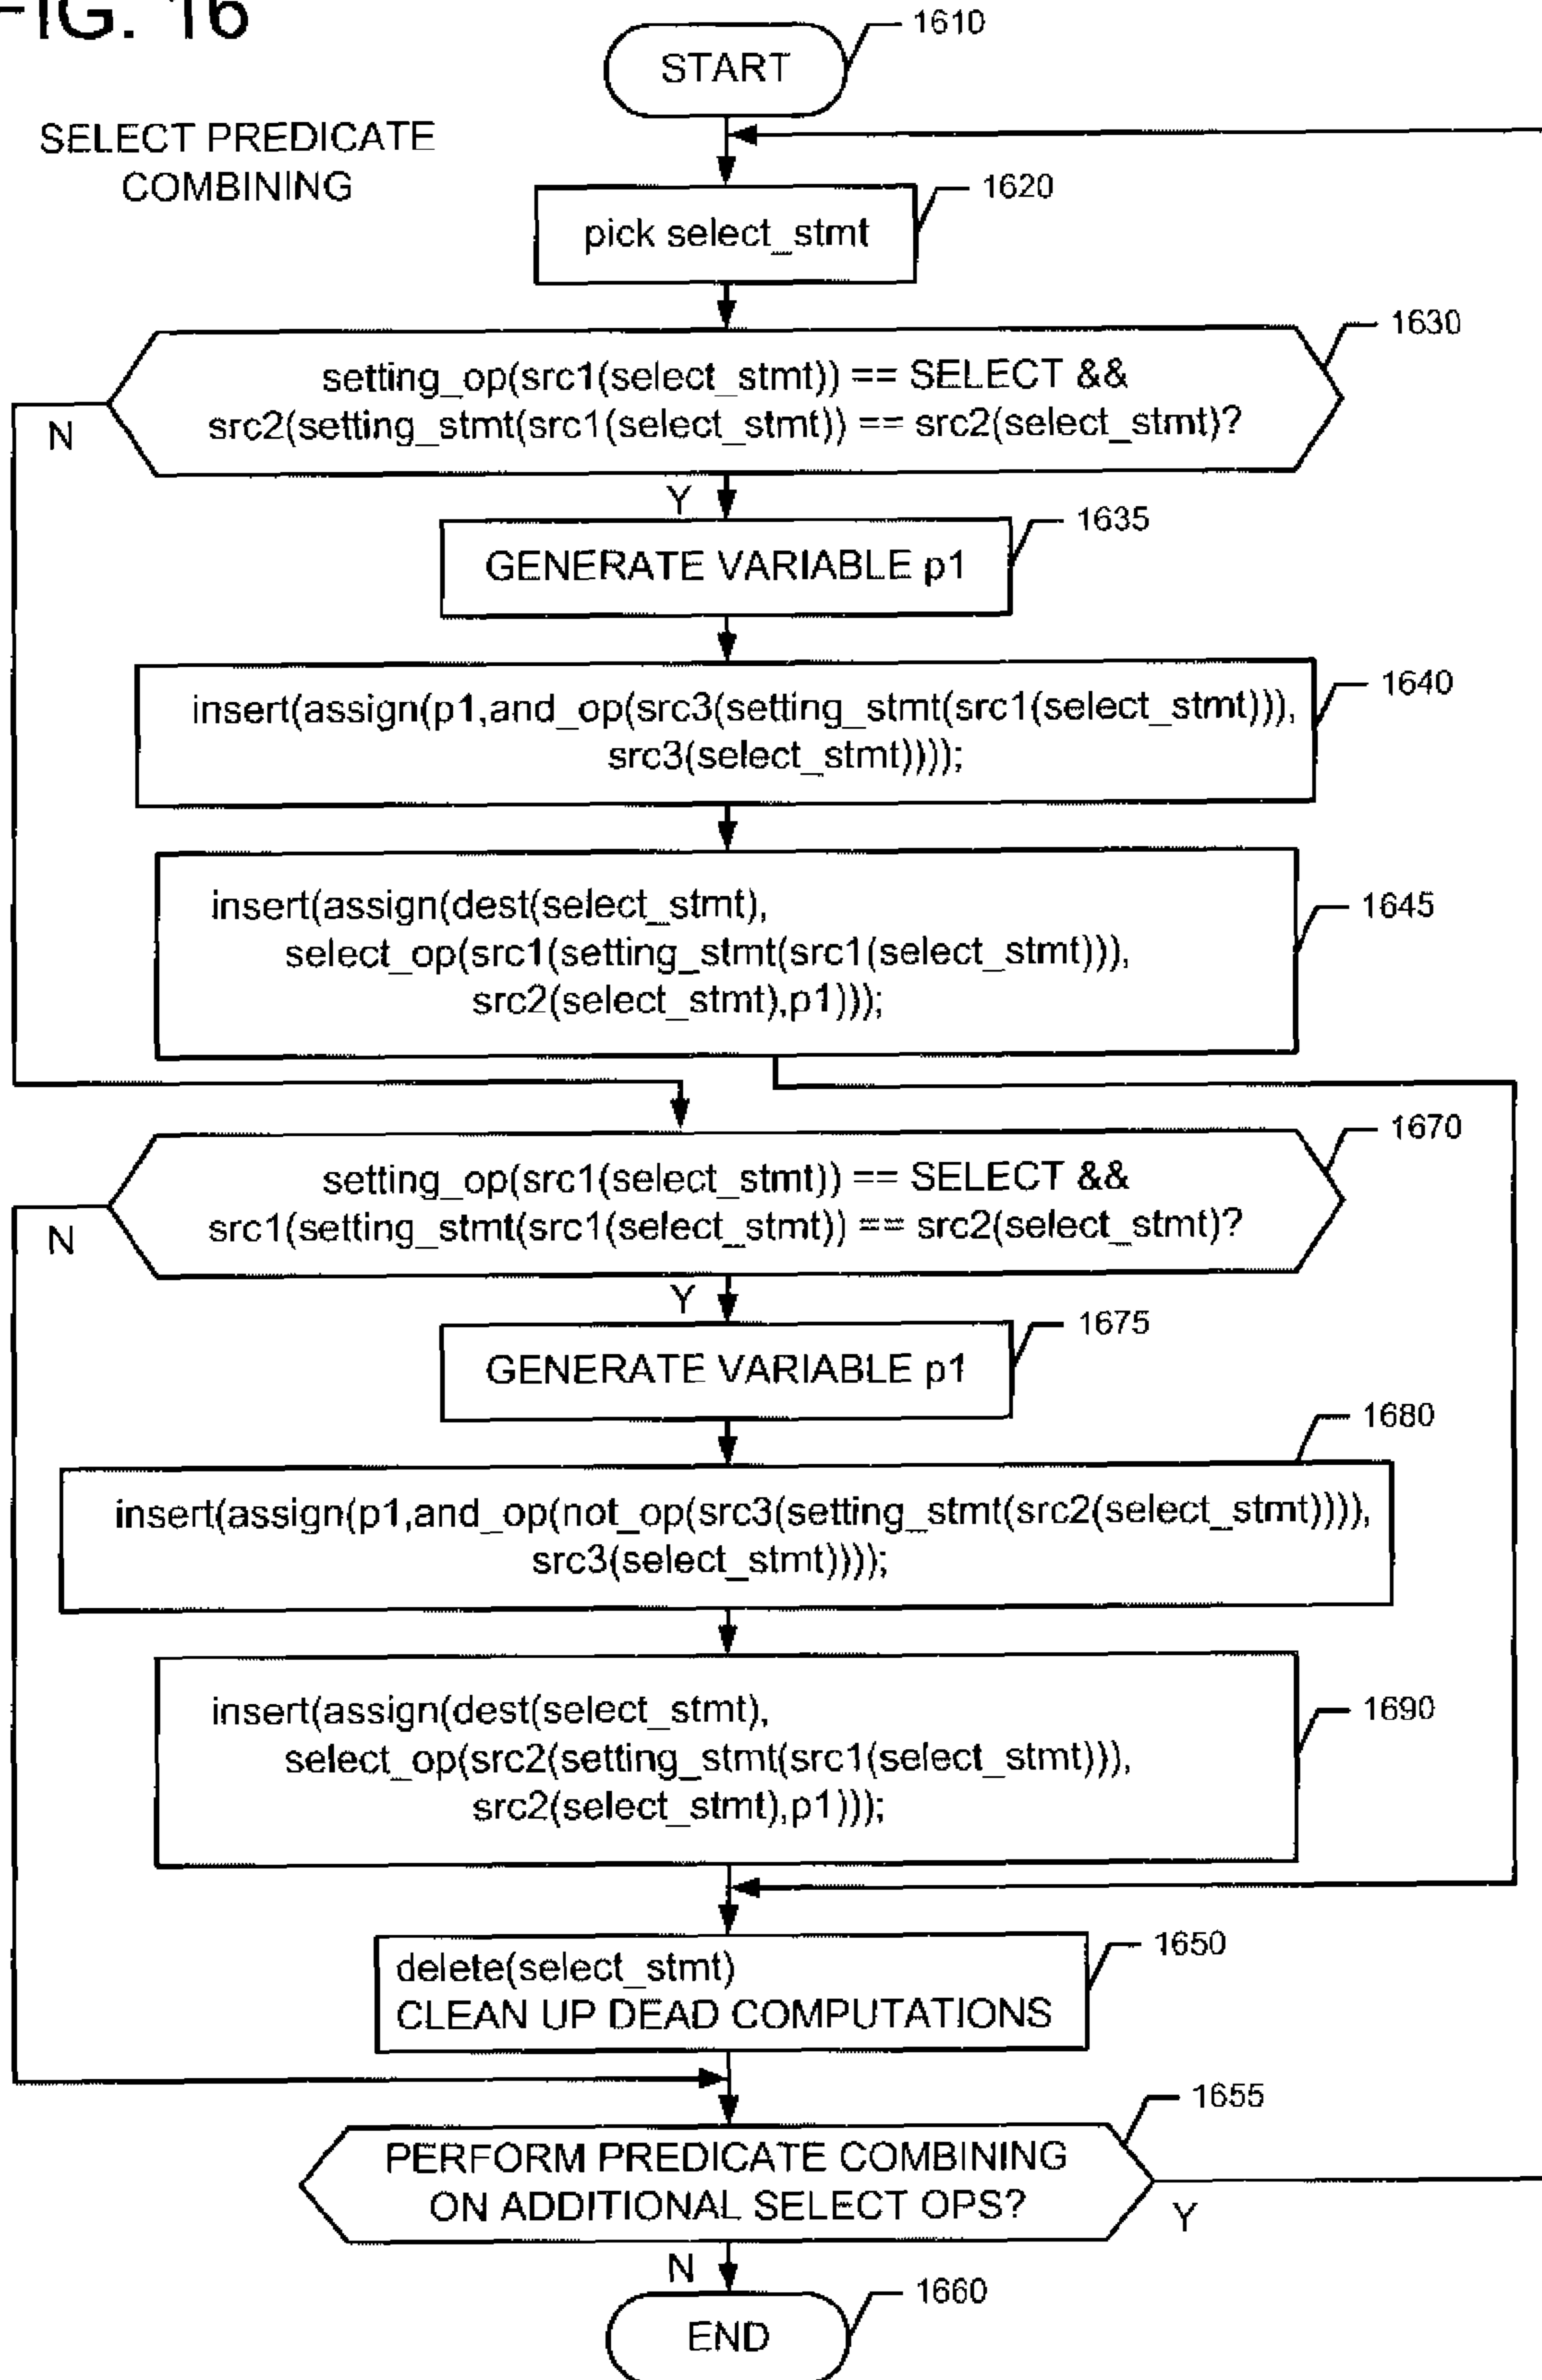 FIG. 16
1610
START
SELECT PREDICATE
COMBINING
1620
pick select_stmt
1630
setting_op(src1(select_stmt)) == SELECT &&
src2(setting_stmt(src1(select_stmt)) == src2(select_stmt)?
N
Y
1635
GENERATE VARIABLE p1
1640
insert(assign(p1,and_op(src3(setting_stmt(src1(select_stmt))),
src3(select_stmt))));
1645
insert(assign(dest(select_stmt),
select_op(src1(setting_stmt(src1(select_stmt))),
src2(select_stmt),p1)));
1670
setting_op(src1(select_stmt)) == SELECT &&
src1(setting_stmt(src1(select_stmt)) == src2(select_stmt)?
N
Y
1675
GENERATE VARIABLE p1
1680
insert(assign(p1,and_op(not_op(src3(setting_stmt(src2(select_stmt)))),
src3(select_stmt))));
1690
insert(assign(dest(select_stmt),
select_op(src2(setting_stmt(src1(select_stmt))),
src2(select_stmt),p1)));
1650
delete(select_stmt)
CLEAN UP DEAD COMPUTATIONS
1655
PERFORM PREDICATE COMBINING
ON ADDITIONAL SELECT OPS?
Y
N
1660
END